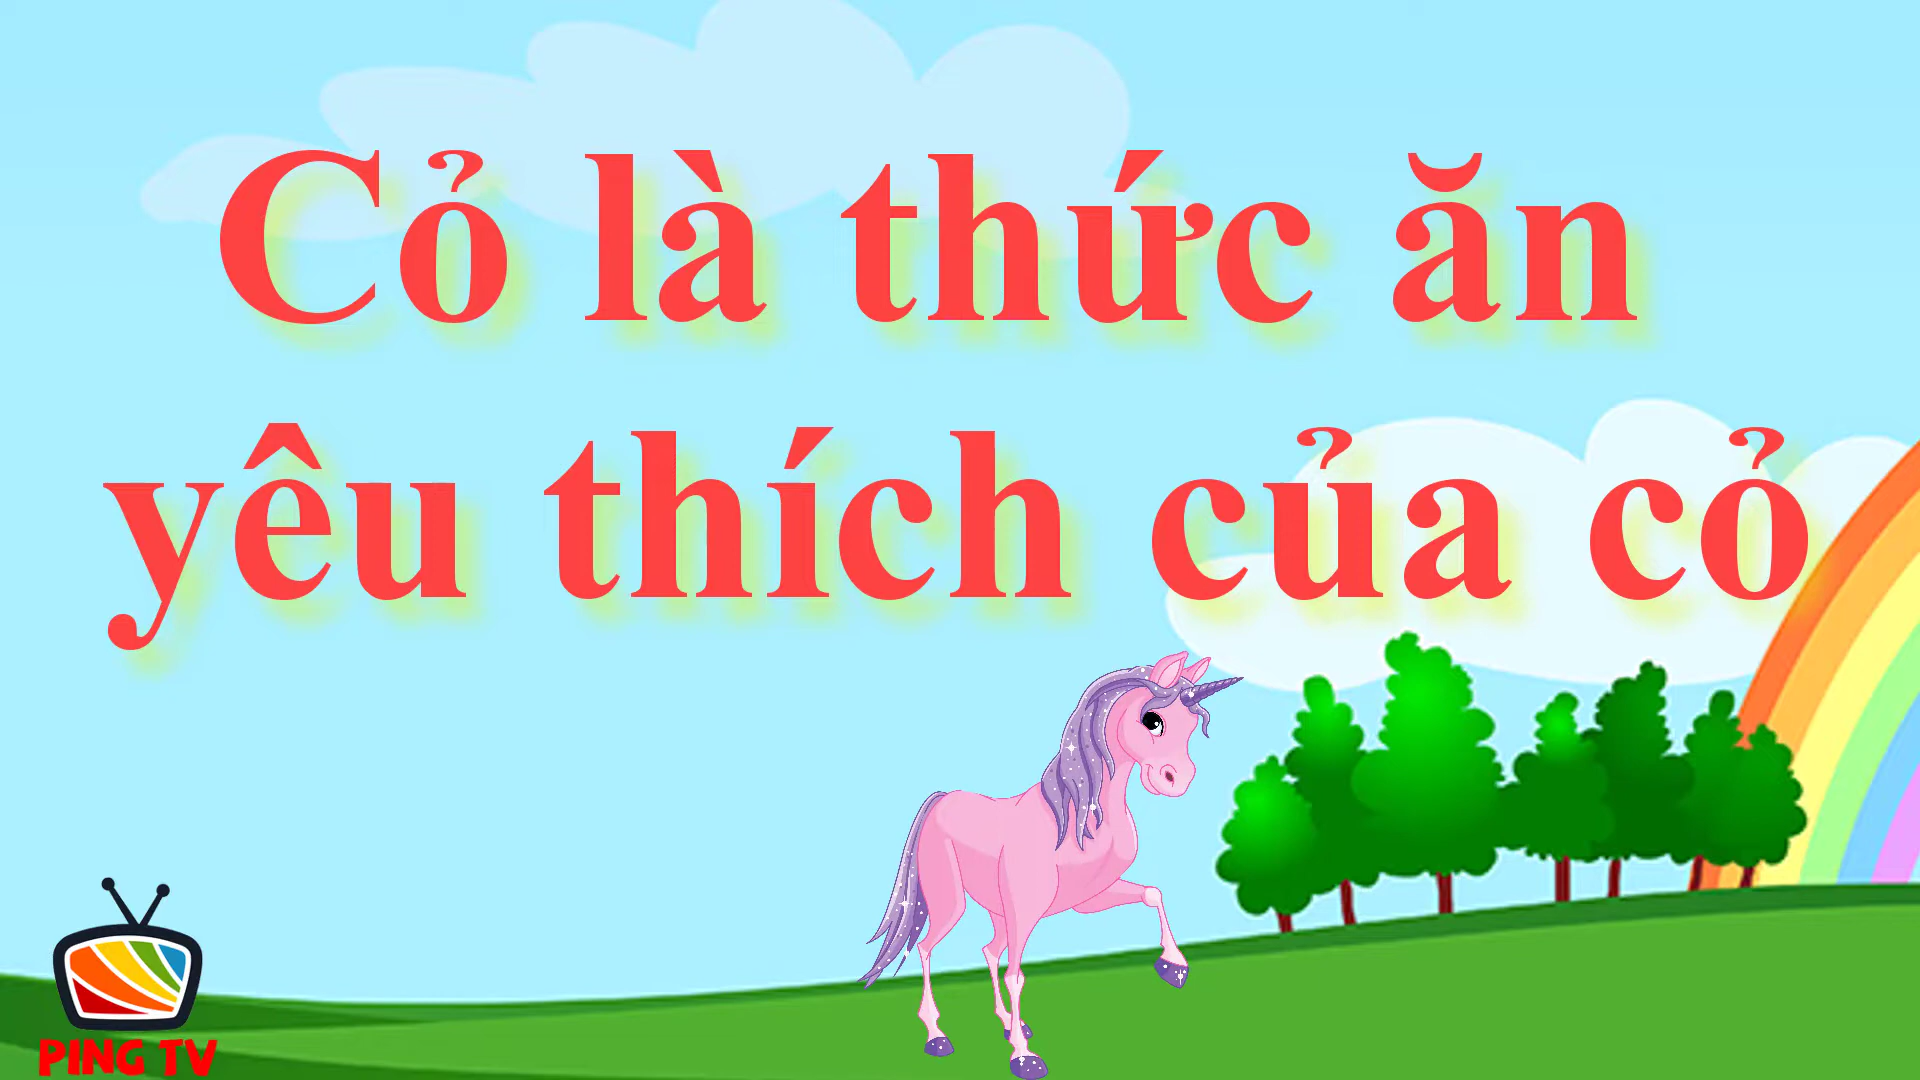 Cỏ là thức ăn
yêu thích của cỏ
PING TV